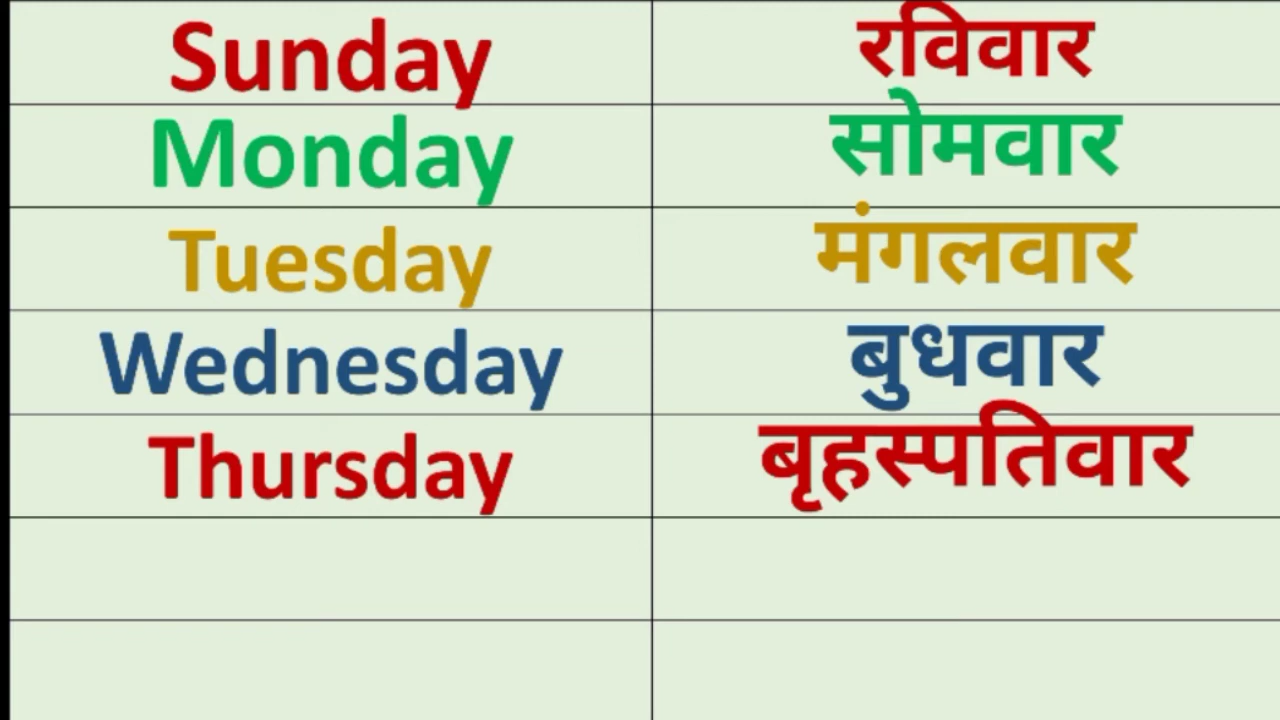 Sunday रविवार
Monday सोमवार
Tuesday मंगलवार
Wednesday बुधवार
Thursday बृहस्पतिवार